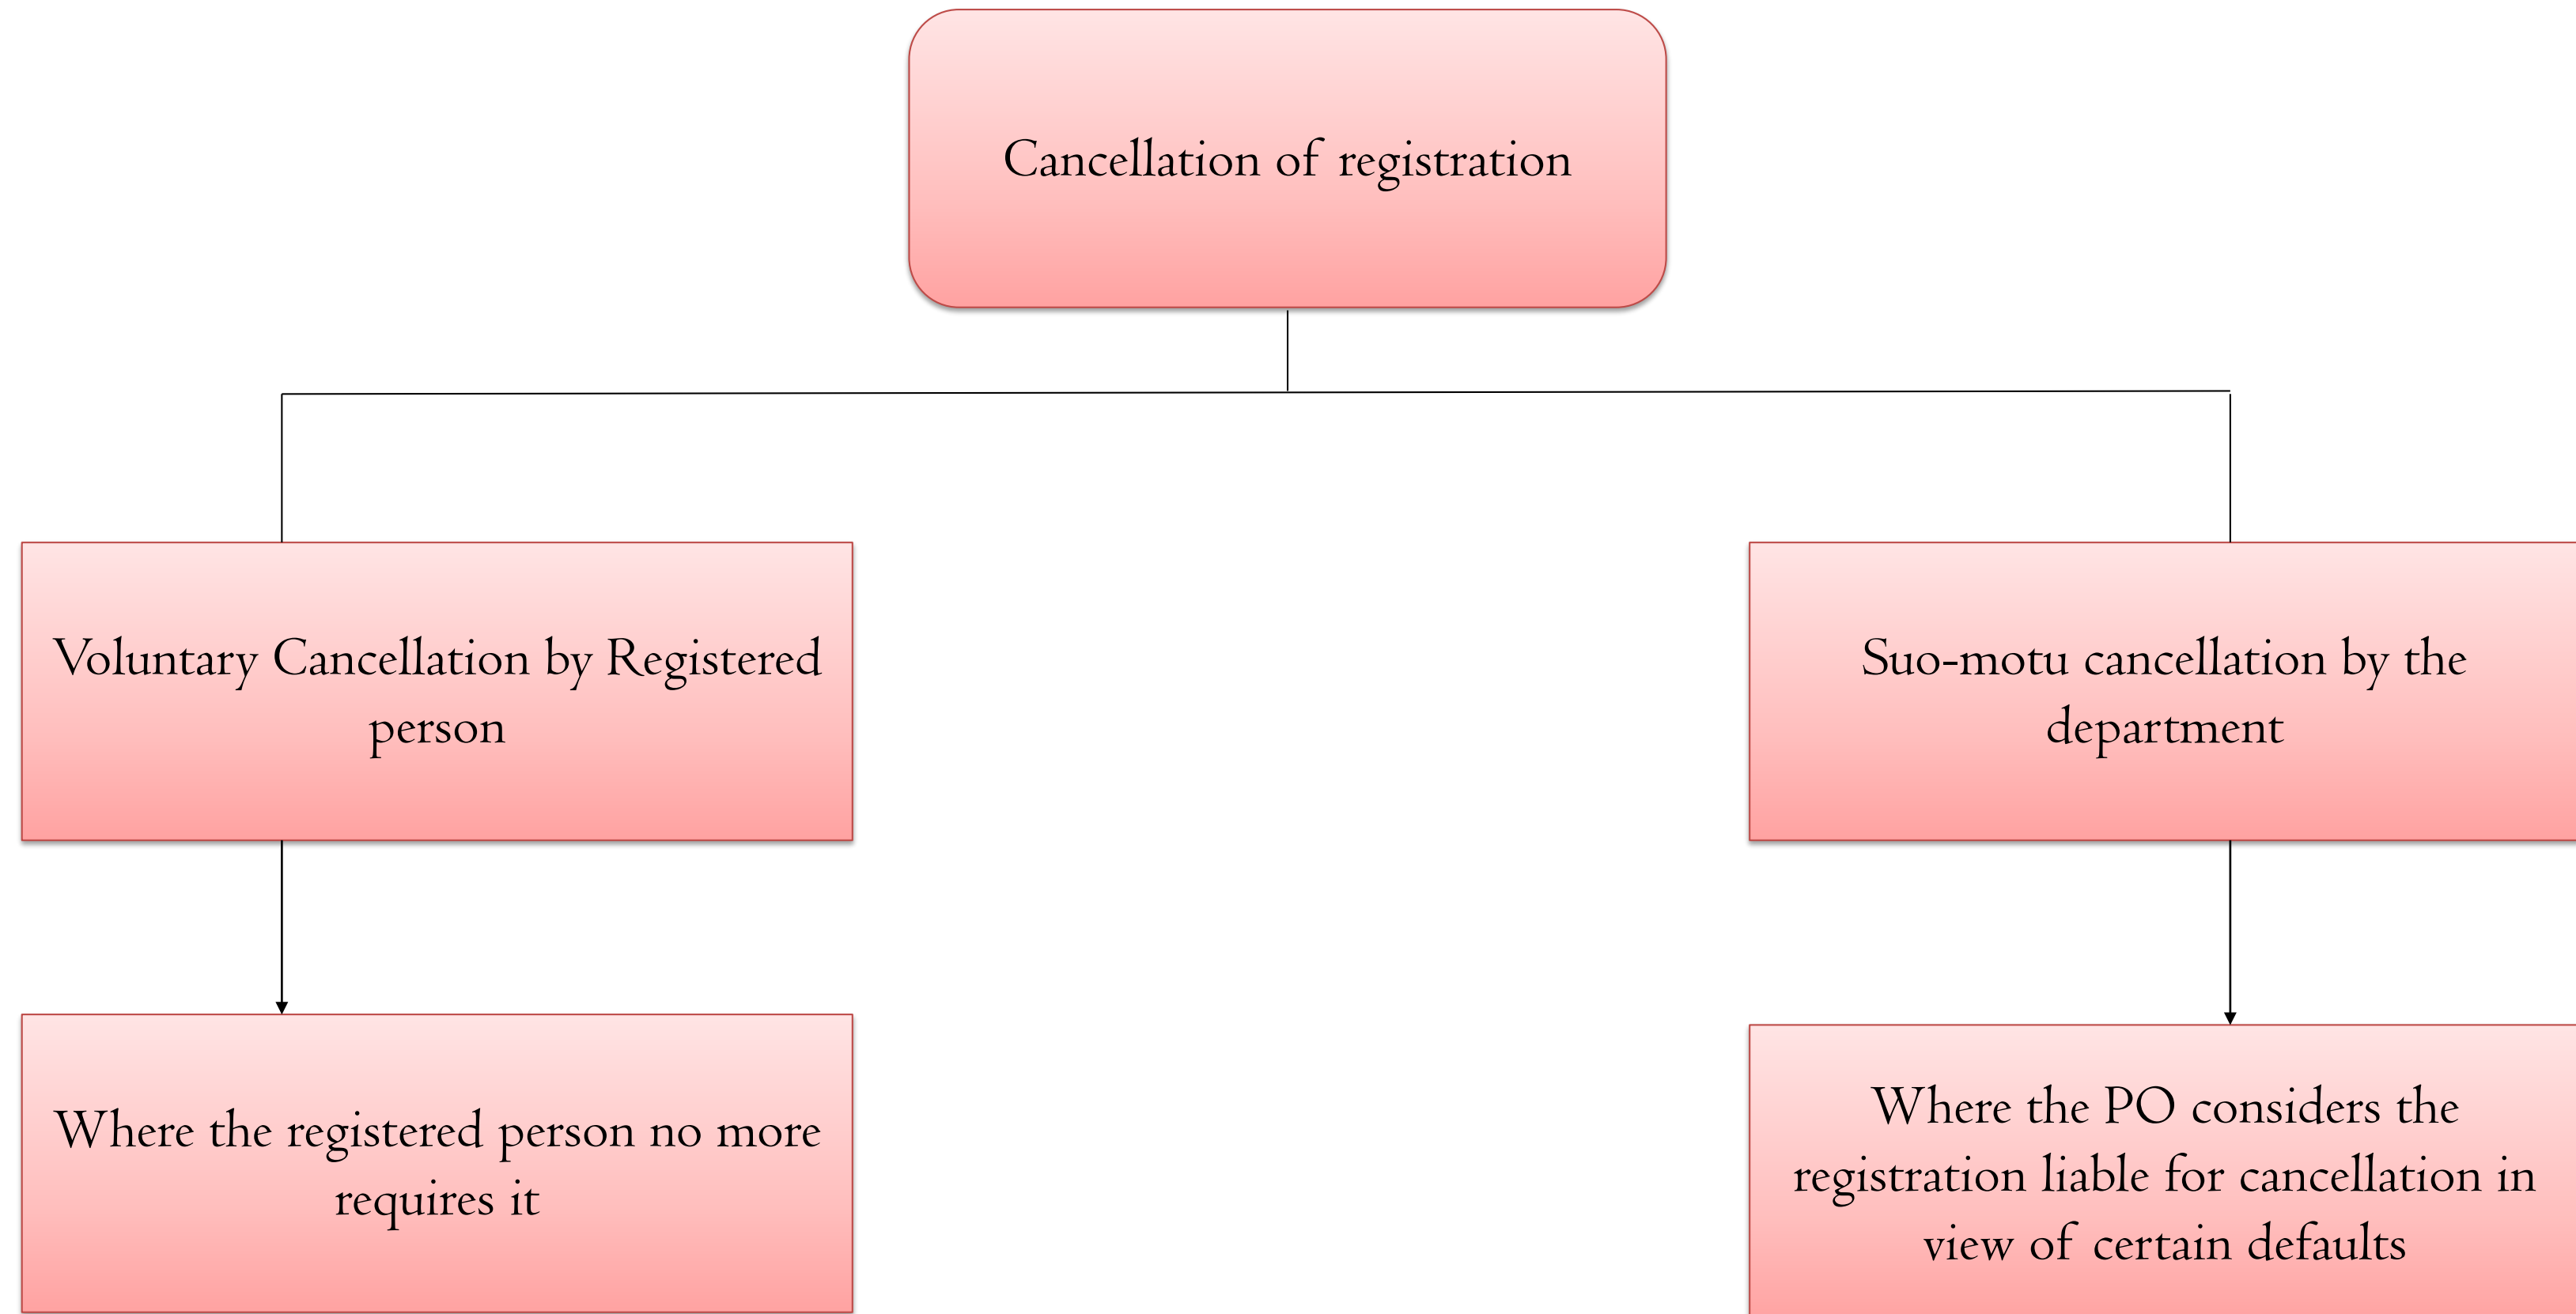 Cancellation of registration
Voluntary Cancellation by Registered
person
Suo-motu cancellation by the
department
Where the registered person no more
requires it
Where the PO considers the
registration liable for cancellation in
view of certain defaults